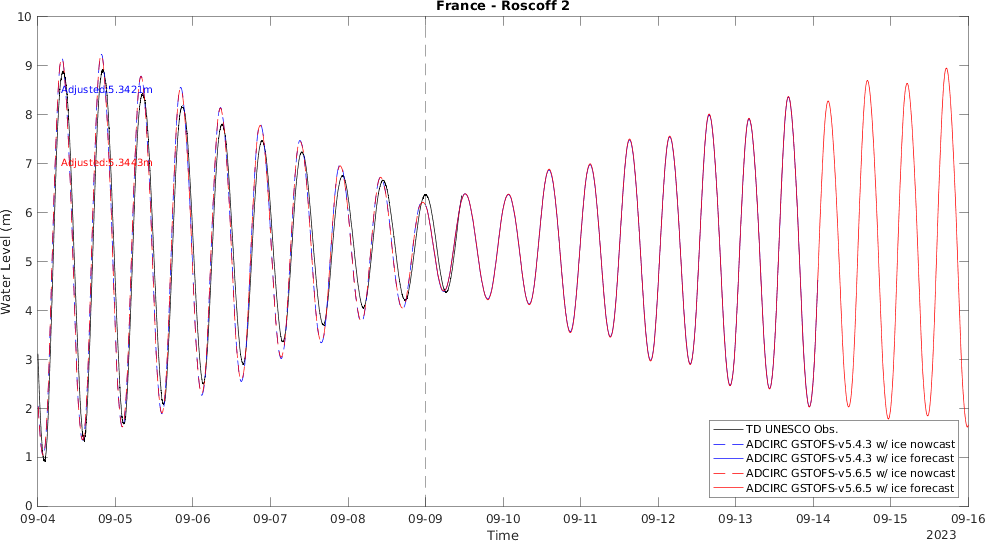 France - Roscoff 2
10
9
8
7
6
5
4
3
2
1
0
Water Level (m)
Adjusted:5.3421m
Adjusted:5.3443m
TD UNESCO Obs.
ADCIRC GSTOFS-v5.4.3 w/ ice nowcast
ADCIRC GSTOFS-v5.4.3 w/ ice forecast
ADCIRC GSTOFS-v5.6.5 w/ ice nowcast
ADCIRC GSTOFS-v5.6.5 w/ ice forecast
09-04 09-05 09-06 09-07 09-08 09-09 09-10 09-11 09-12 09-13 09-14 09-15 09-16
Time
2023